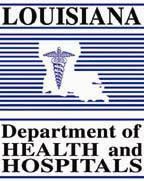 LOUISIANA
Department of
HEALTH and
HOSPITALS